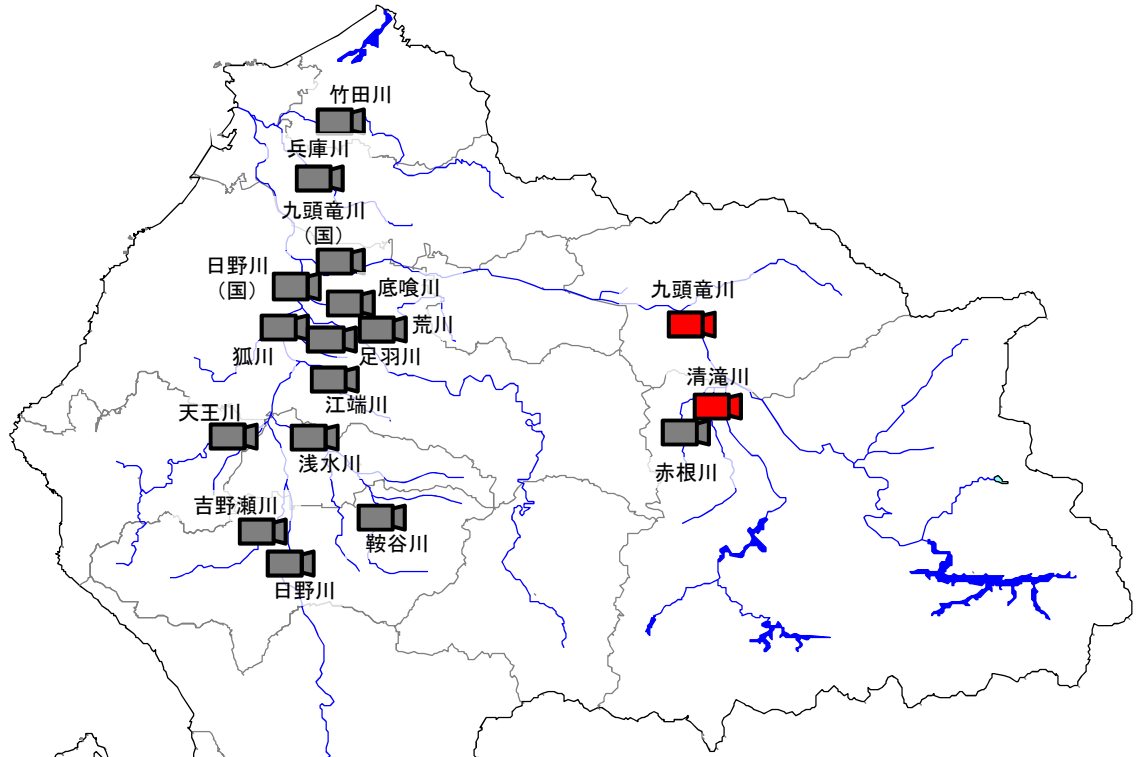 竹田川
兵庫川
九頭竜川
（国）
日野川
（国）
底喰川
九頭竜川
荒川
狐川
足羽川
清滝川
江端川
天王川
浅水川
赤根川
吉野瀬川
鞍谷川
日野川